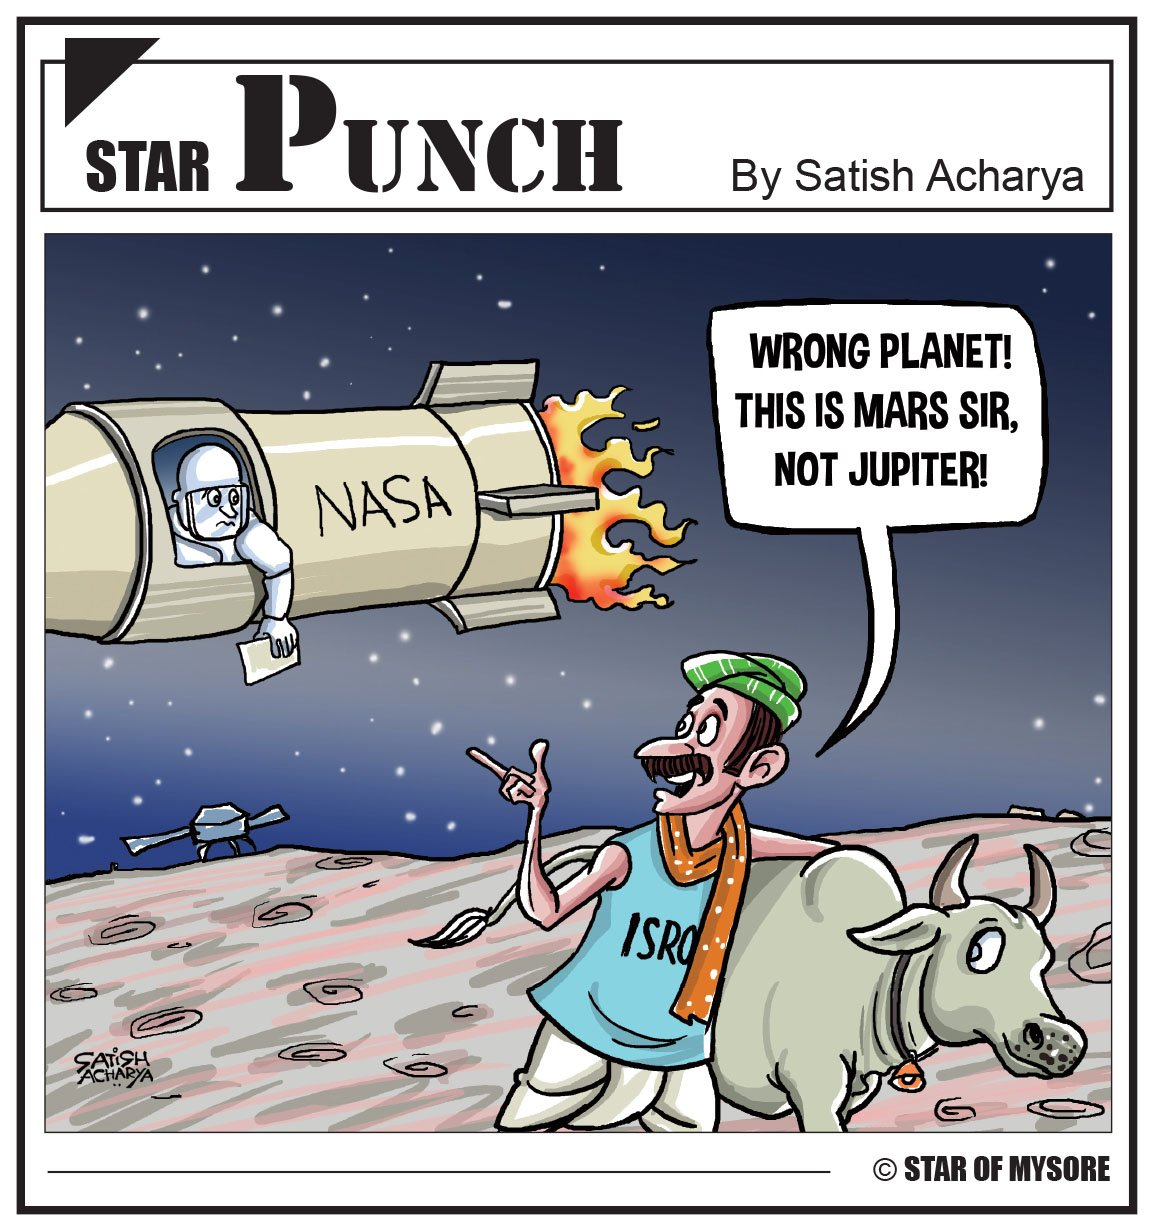 STAR PUNCH
By Satish Acharya
WRONG PLANET!
THIS IS MARS SIR,
NOT JUPITER!
NASA
ISRO
SATISH
ACHARYA
© STAR OF MYSORE